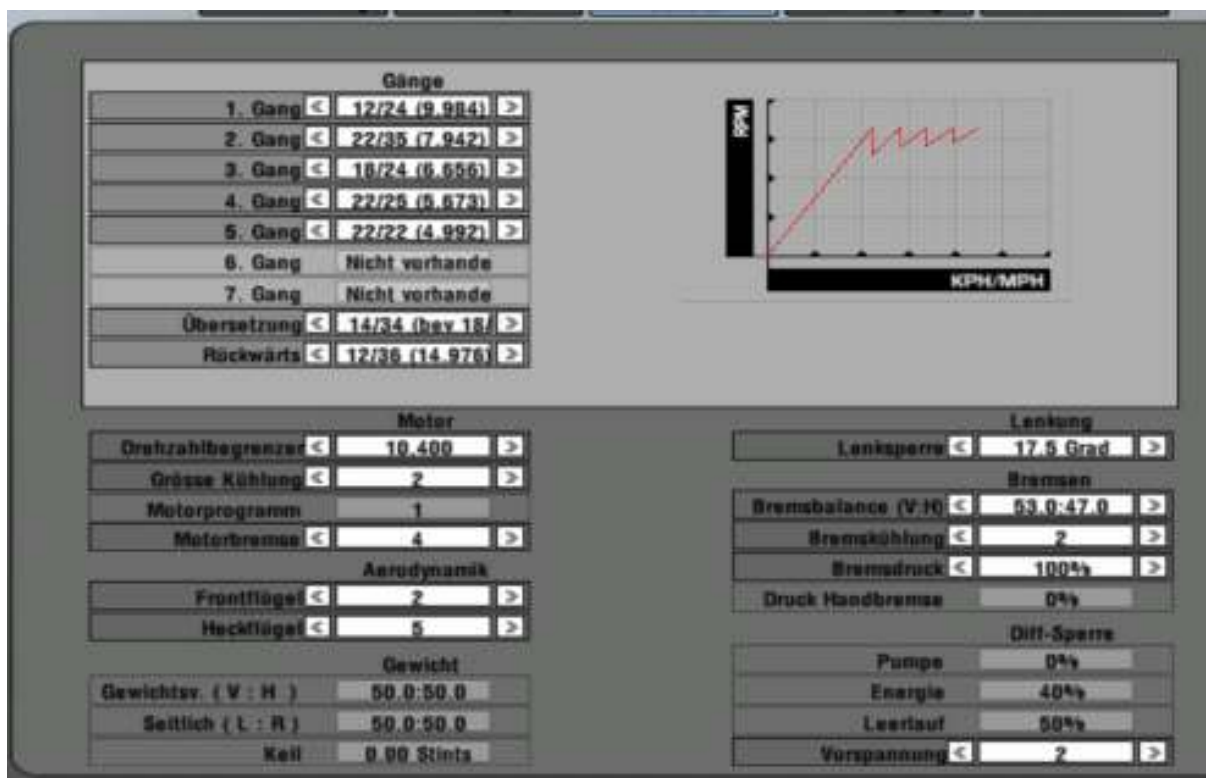 Gänge
1. Gang < 12/24 (9.984) >
2. Gang < 22/35 (7.942) >
3. Gang < 18/24 (6.656) >
4. Gang < 22/25 (5.673) >
5. Gang < 22/22 (4.992) >
6. Gang Nicht vorhande
7. Gang Nicht vorhande
Übersetzung < 14/34 (bev 18/ >
Rückwärts < 12/36 (14.976) >
RPM
KPH/MPH
Motor
Drehzahlbegrenzer < 10,400 >
Grösse Kühlung < 2 >
Motorprogramm 1
Motorbremse < 4 >
Aerodynamik
Frontflügel < 2 >
Heckflügel < 5 >
Gewicht
Gewichtsv. ( V : H ) 50.0:50.0
Seitlich ( L : R ) 50.0:50.0
Keil 0.00 Stints
Lenkung
Lenksperre < 17.5 Grad >
Bremsen
Bremsbalance (V:H) < 53.0:47.0 >
Bremskühlung < 2 >
Bremsdruck < 100% >
Druck Handbremse 0%
Diff-Sperre
Pumpe 0%
Energie 40%
Leerlauf 50%
Vorspannung < 2 >